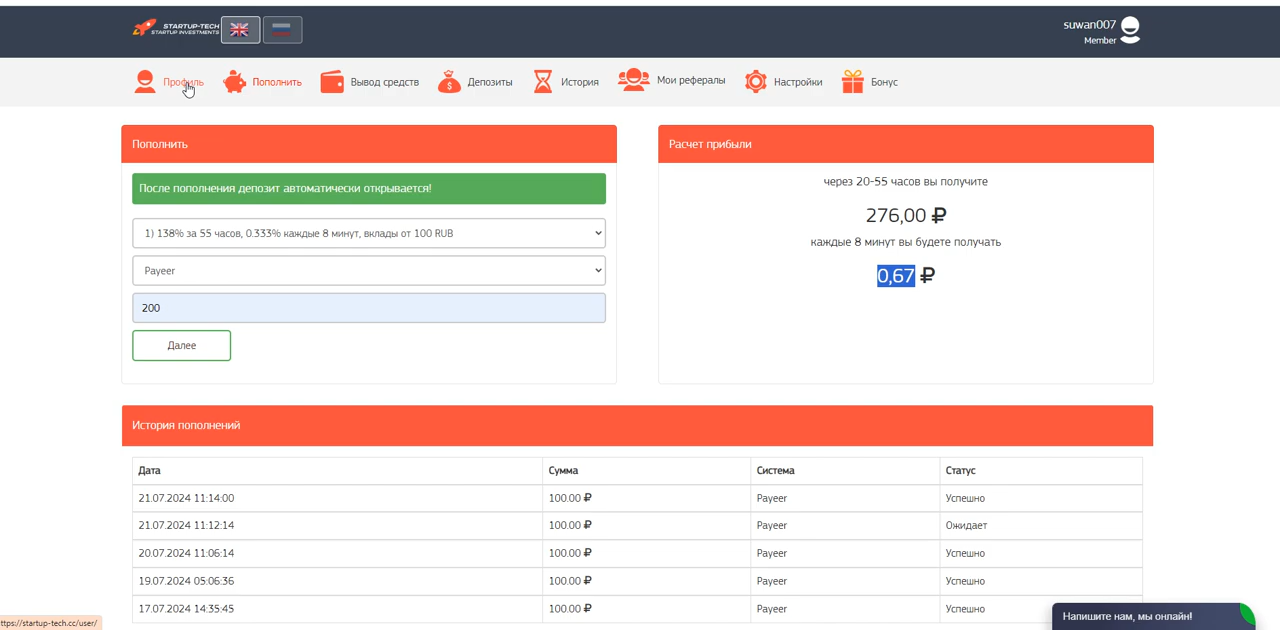 STARTUP-TECH
STARTUP INVESTMENTS
suwan007
Member
Профиль
Пополнить
Вывод средств
Депозиты
История
Мои рефералы
Настройки
Бонус
Пополнить
После пополнения депозит автоматически открывается!
1) 138% за 55 часов, 0.333% каждые 8 минут, вклады от 100 RUB
Payeer
200
Далее
Расчет прибыли
через 20-55 часов вы получите
276,00 ₽
каждые 8 минут вы будете получать
0,67 ₽
История пополнений
Дата Сумма Система Статус
21.07.2024 11:14:00 100.00 ₽ Payeer Успешно
21.07.2024 11:12:14 100.00 ₽ Payeer Ожидает
20.07.2024 11:06:14 100.00 ₽ Payeer Успешно
19.07.2024 05:06:36 100.00 ₽ Payeer Успешно
17.07.2024 14:35:45 100.00 ₽ Payeer Успешно
Напишите нам, мы онлайн!
ttps://startup-tech.cc/user/